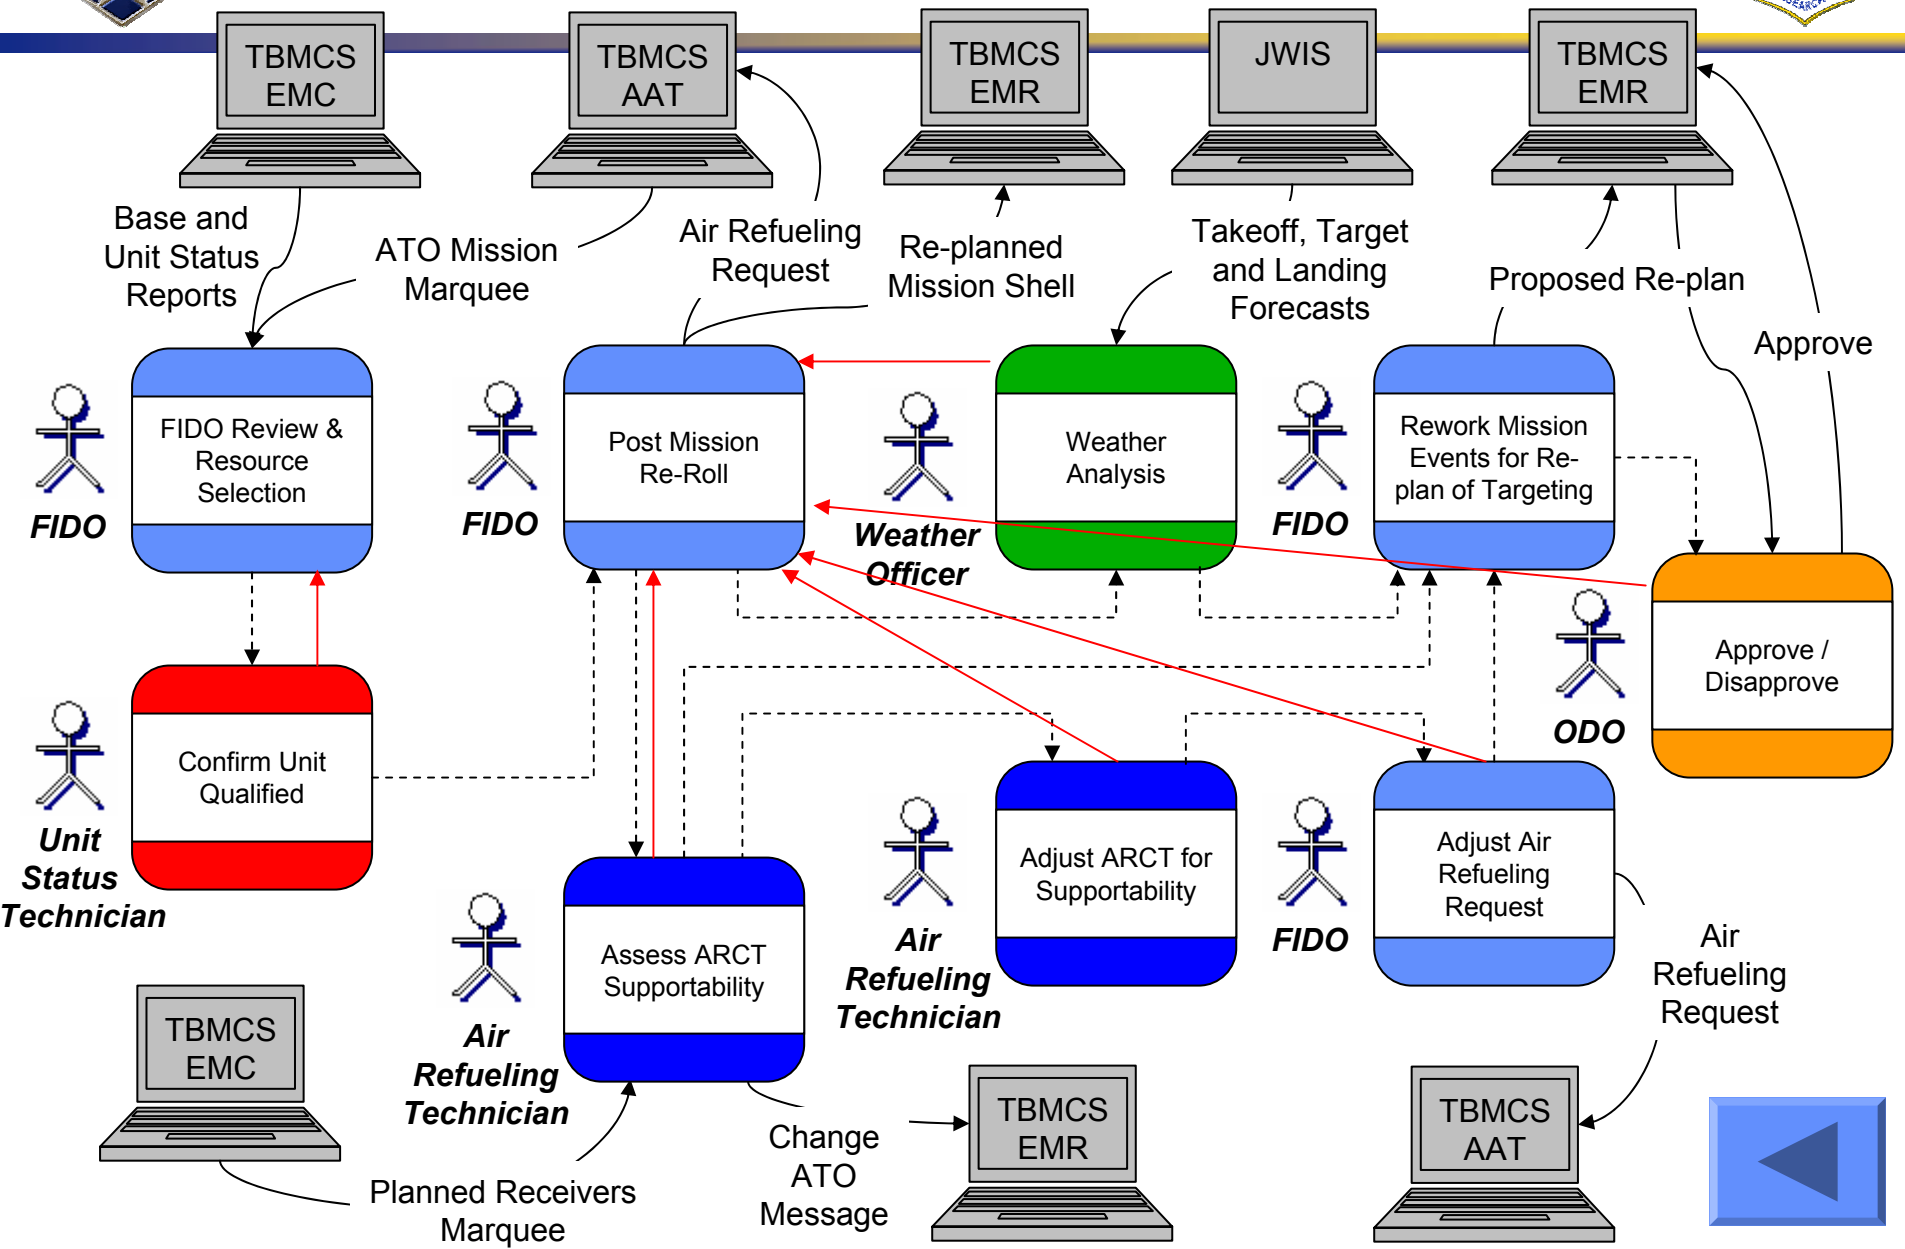 TBMCS
EMC
TBMCS
AAT
TBMCS
EMR
JWIS
TBMCS
EMR
Base and
Unit Status
Reports
ATO Mission
Marquee
Air Refueling
Request
Re-planned
Mission Shell
Takeoff, Target
and Landing
Forecasts
Proposed Re-plan
Approve
FIDO Review &
Resource
Selection
FIDO
Post Mission
Re-Roll
FIDO
Weather
Analysis
Weather
Officer
Rework Mission
Events for Re-
plan of Targeting
FIDO
Approve /
Disapprove
ODO
Confirm Unit
Qualified
Unit
Status
Technician
Assess ARCT
Supportability
Air
Refueling
Technician
Adjust ARCT for
Supportability
Air
Refueling
Technician
Adjust Air
Refueling
Request
FIDO
Air
Refueling
Request
TBMCS
EMC
Planned Receivers
Marquee
Change
ATO
Message
TBMCS
EMR
TBMCS
AAT